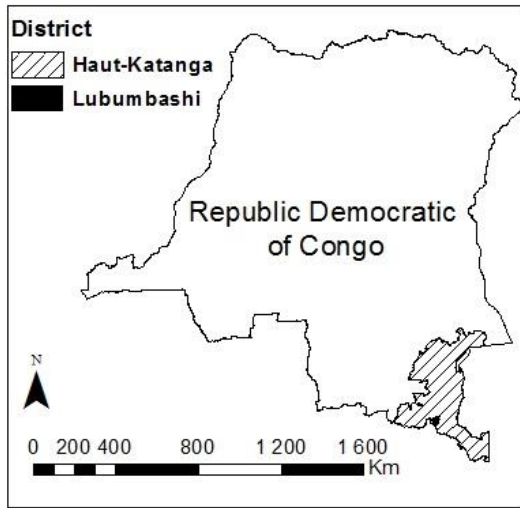 District
Haut-Katanga
Lubumbashi
Republic Democratic
of Congo
N
0 200 400 800 1 200 1 600
Km